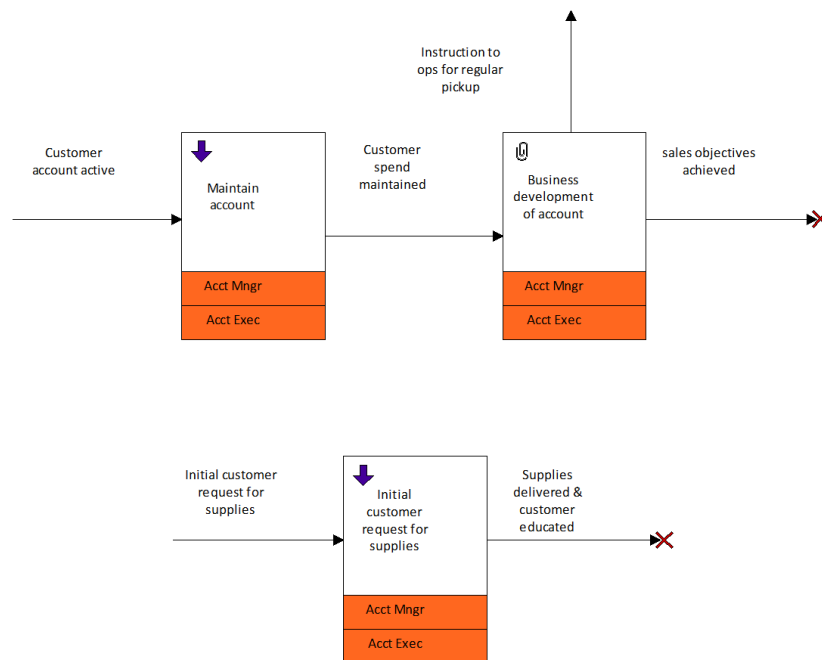 Instruction to
ops for regular
pickup
Customer
account active
Maintain
account
Acct Mngr
Acct Exec
Customer
spend
maintained
Business
development
of account
Acct Mngr
Acct Exec
sales objectives
achieved
Initial customer
request for
supplies
Initial
customer
request for
supplies
Acct Mngr
Acct Exec
Supplies
delivered &
customer
educated